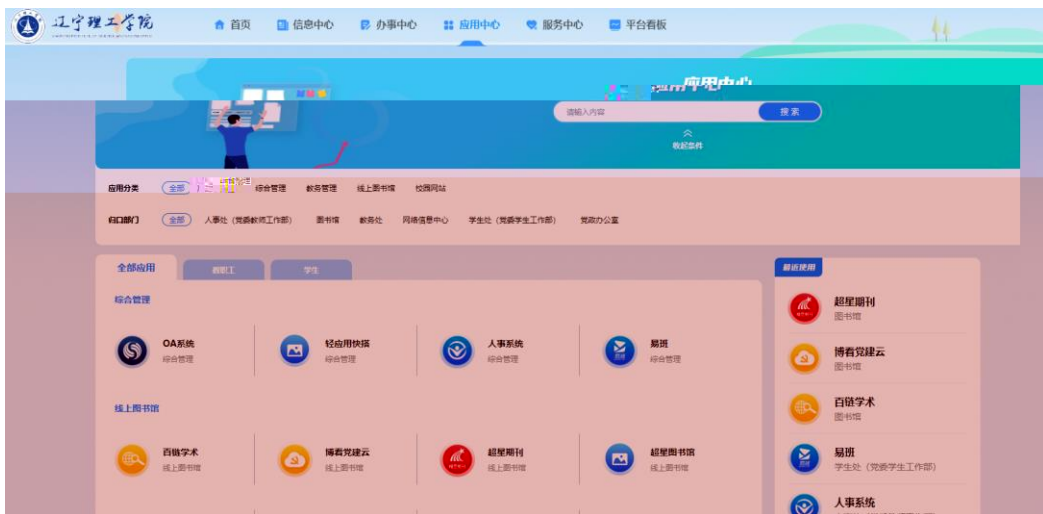 辽宁理工学院
首页 信息中心 办事中心 应用中心 服务中心 平台看板
应用中心
请输入内容 搜索
收起条件
应用分类 全部 综合管理 教务管理 线上图书馆 校园网站
归口部门 全部 人事处（党委教师工作部） 图书馆 教务处 网络信息中心 学生处（党委学生工作部） 党政办公室
全部应用 教职工 学生
最近使用
综合管理
OA系统 轻应用快搭 人事系统 易班
综合管理 综合管理 综合管理 综合管理
线上图书馆
百链学术 博看党建云 超星期刊 超星图书馆
线上图书馆 线上图书馆 线上图书馆 线上图书馆
超星期刊
图书馆
博看党建云
图书馆
百链学术
图书馆
易班
学生处（党委学生工作部）
人事系统